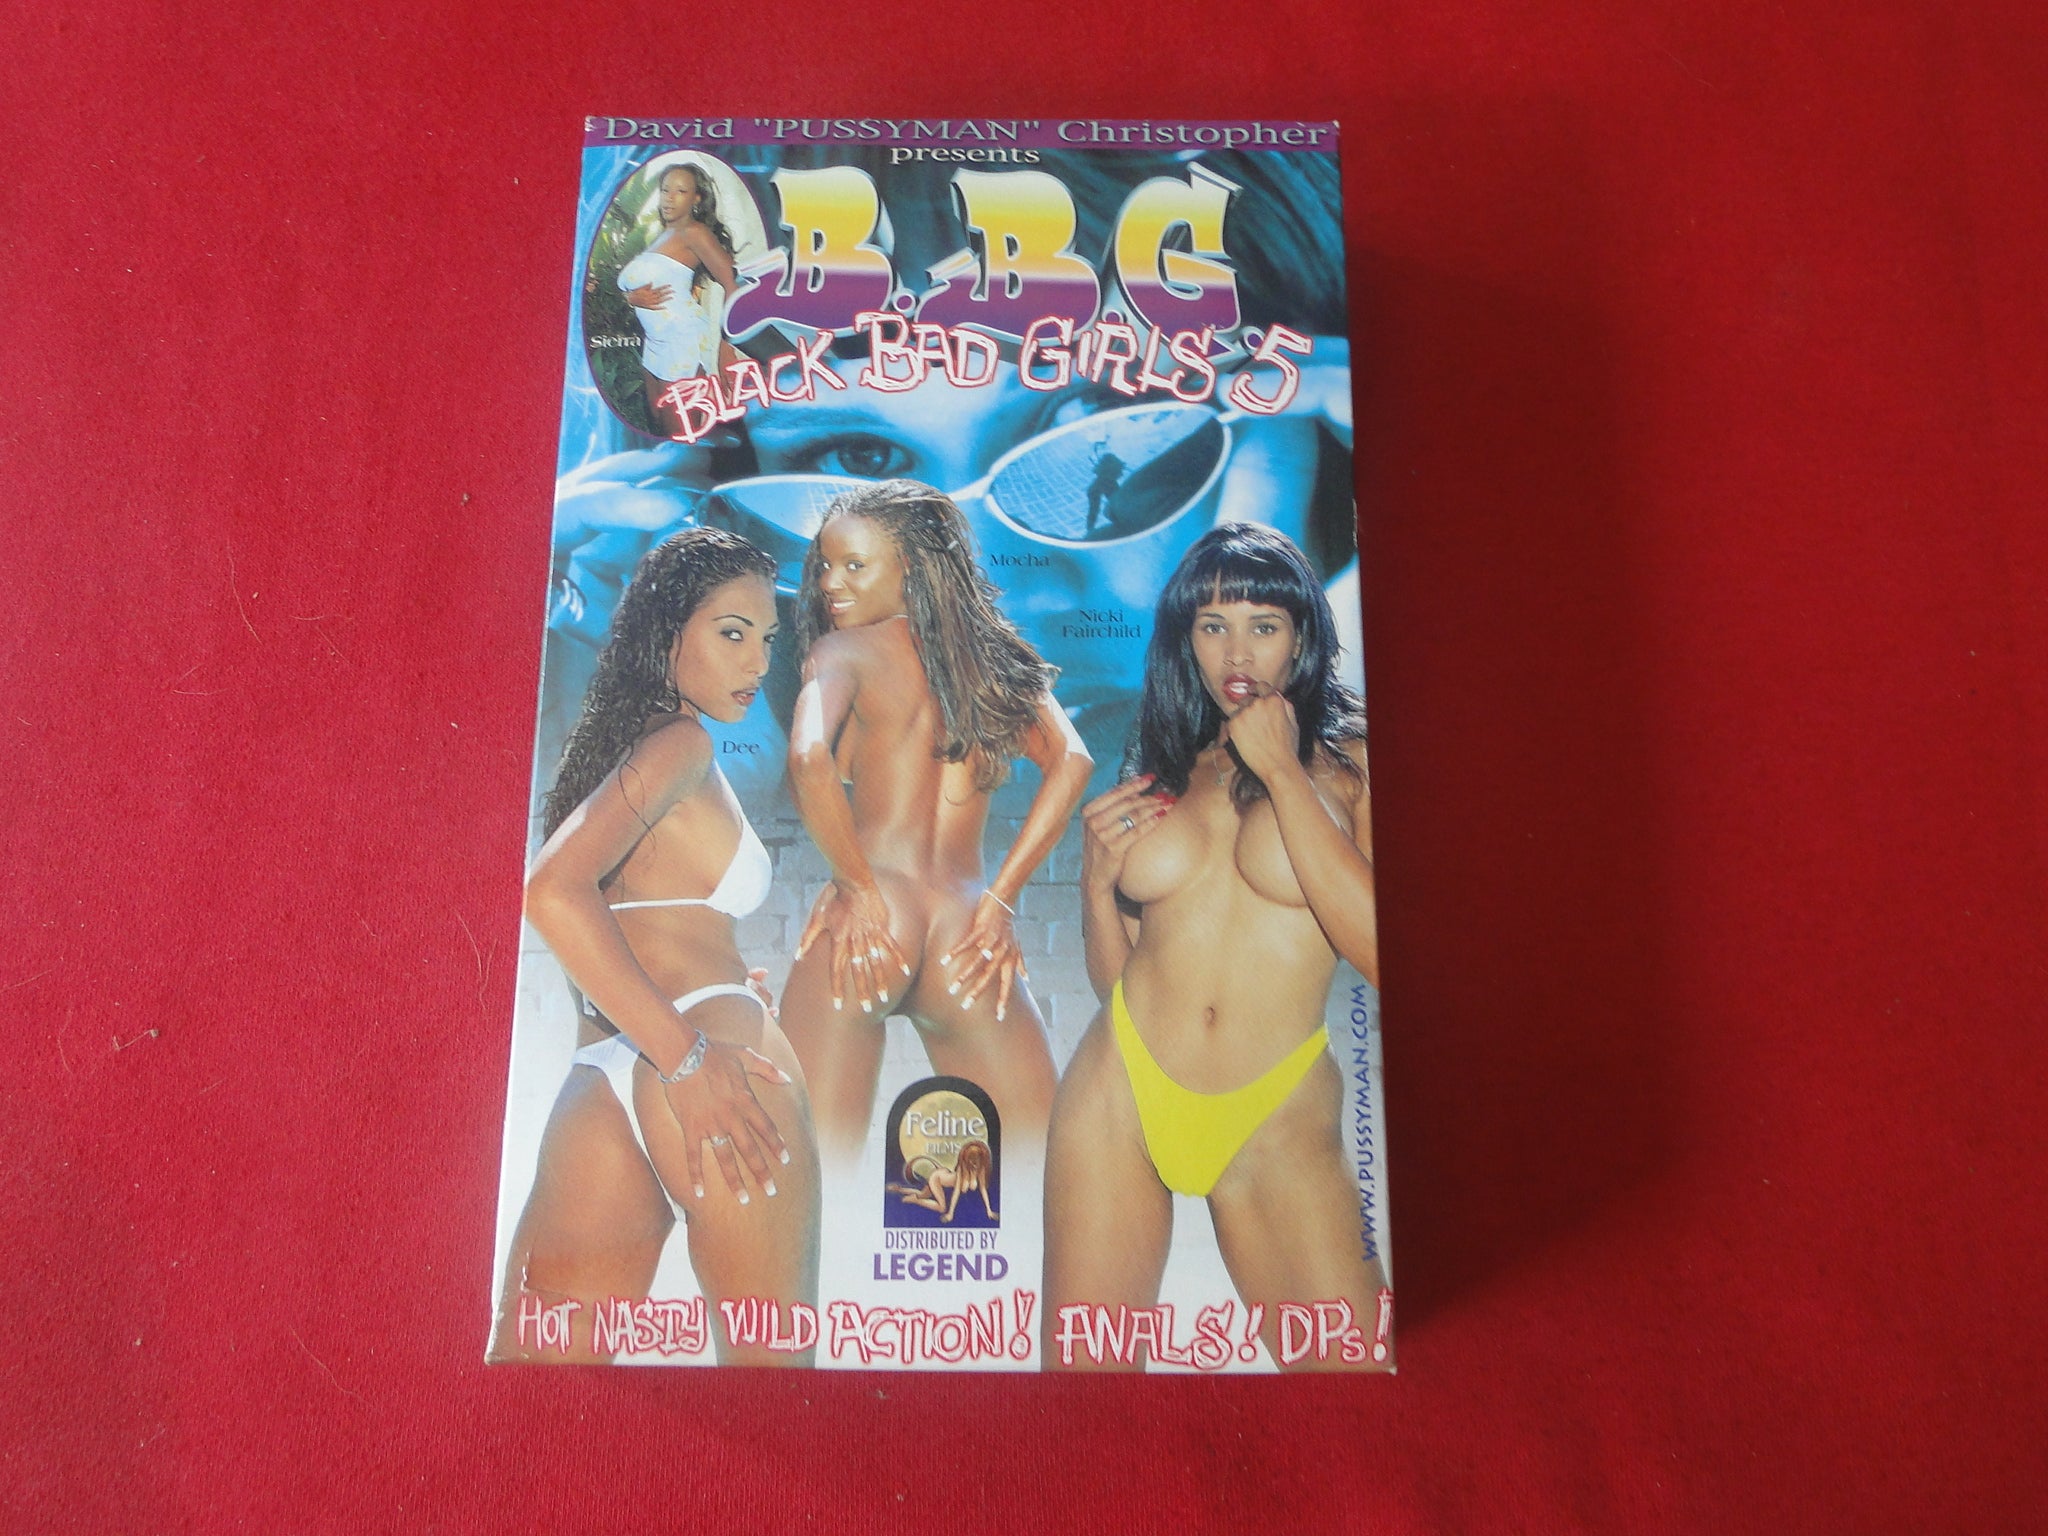 David "PUSSYMAN" Christopher
presents
B.B.G.
BLACK BAD GIRLS 5
Sierra
Mocha
Nicki
Fairchild
Dee
WWW.PUSSYMAN.COM
Feline
FILMS
DISTRIBUTED BY
LEGEND
HOT NASTY WILD ACTION! ANALS! DPs!